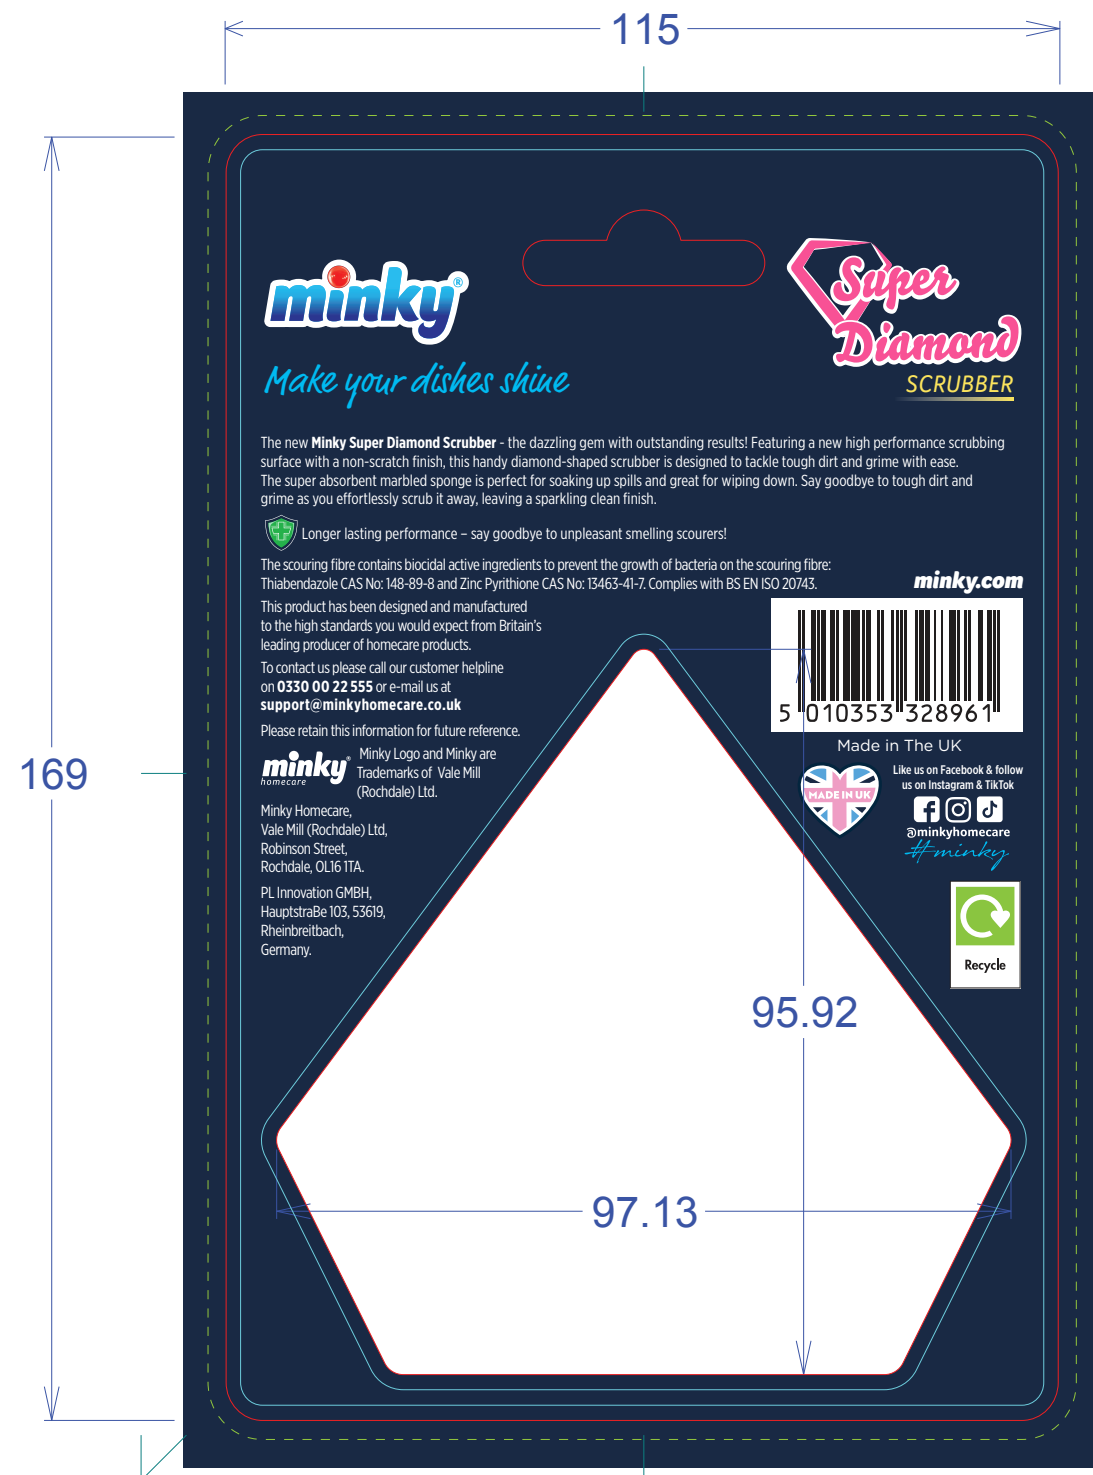 115
minky®
Super
Diamond
SCRUBBER
Make your dishes shine
The new Minky Super Diamond Scrubber - the dazzling gem with outstanding results! Featuring a new high performance scrubbing
surface with a non-scratch finish, this handy diamond-shaped scrubber is designed to tackle tough dirt and grime with ease.
The super absorbent marbled sponge is perfect for soaking up spills and great for wiping down. Say goodbye to tough dirt and
grime as you effortlessly scrub it away, leaving a sparkling clean finish.
Longer lasting performance – say goodbye to unpleasant smelling scourers!
The scouring fibre contains biocidal active ingredients to prevent the growth of bacteria on the scouring fibre:
Thiabendazole CAS No: 148-89-8 and Zinc Pyrithione CAS No: 13463-41-7. Complies with BS EN ISO 20743.
minky.com
This product has been designed and manufactured
to the high standards you would expect from Britain's
leading producer of homecare products.
To contact us please call our customer helpline
on 0330 00 22 555 or e-mail us at
support@minkyhomecare.co.uk
Please retain this information for future reference.
minky®
homecare
Minky Logo and Minky are
Trademarks of Vale Mill
(Rochdale) Ltd.
Minky Homecare,
Vale Mill (Rochdale) Ltd,
Robinson Street,
Rochdale, OL16 1TA.
PL Innovation GMBH,
HauptstraBe 103, 53619,
Rheinbreitbach,
Germany.
5 010353 328961
Made in The UK
MADE IN UK
Like us on Facebook & follow
us on Instagram & TikTok
@minkyhomecare
#minky
Recycle
169
95.92
97.13